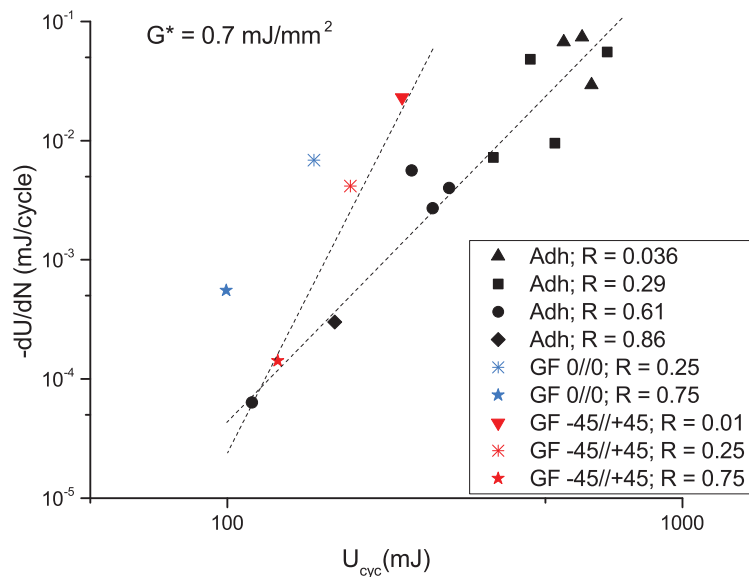 G* = 0.7 mJ/mm²
10⁻¹
10⁻²
10⁻³
10⁻⁴
10⁻⁵
-dU/dN (mJ/cycle)
Adh; R = 0.036
Adh; R = 0.29
Adh; R = 0.61
Adh; R = 0.86
GF 0//0; R = 0.25
GF 0//0; R = 0.75
GF -45//+45; R = 0.01
GF -45//+45; R = 0.25
GF -45//+45; R = 0.75
100
1000
U_cyc(mJ)